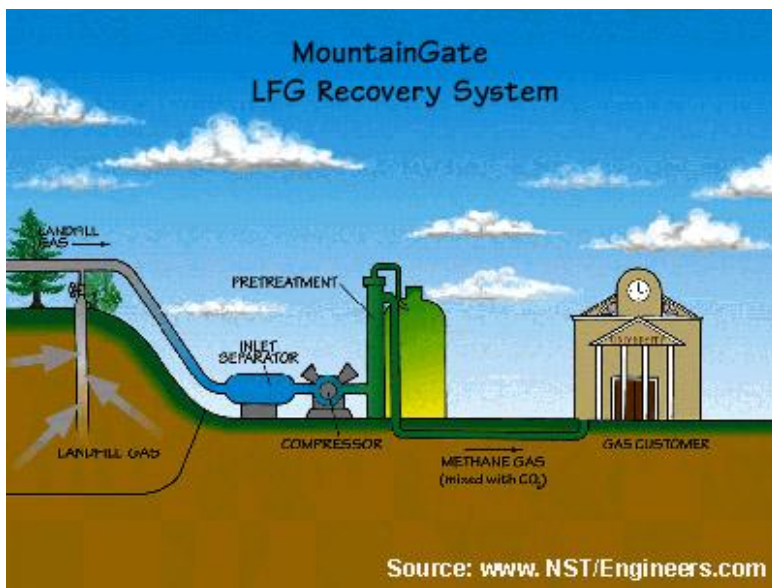 MountainGate
LFG Recovery System
LANDFILL
GAS
PRETREATMENT
INLET
SEPARATOR
UNIVERSITY
LANDFILL GAS
COMPRESSOR
METHANE GAS
(mixed with CO₂)
GAS CUSTOMER
Source: www. NST/Engineers.com